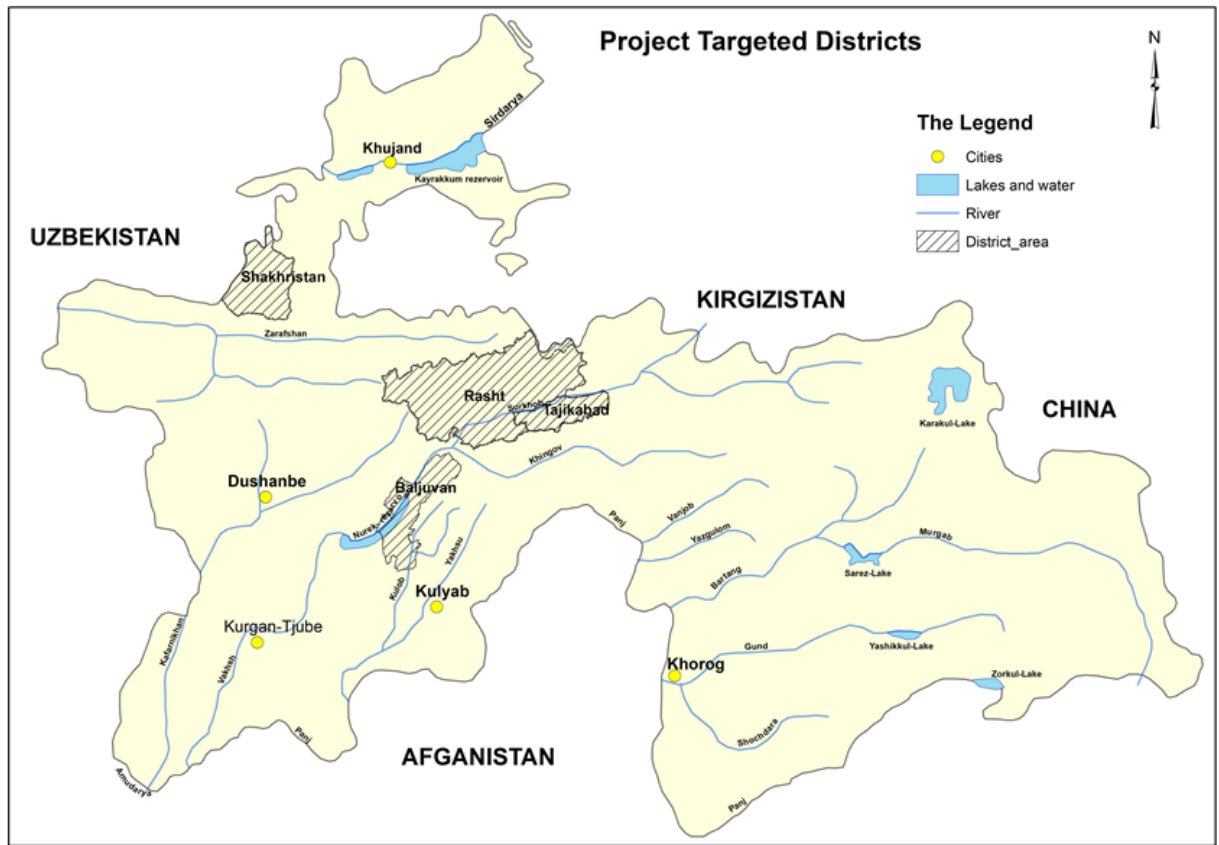 Project Targeted Districts
N
The Legend
Cities
Lakes and water
River
District_area
Sirdarya
Khujand
Kayrakkum rezervoir
UZBEKISTAN
Shakhristan
KIRGIZISTAN
Zarafshan
Rasht
Surkhob
Tajikabad
Karakul-Lake
CHINA
Khingov
Dushanbe
Baljuvan
Nurek
Vanjob
Panj
Yazgulom
Murgab
Bartang
Sarez-Lake
Yakhsu
Kulob
Kulyab
Kurgan-Tjube
Kafarnikhan
Vakhsh
Gund
Yashikkul-Lake
Khorog
Zorkul-Lake
Shochdara
Panj
AFGANISTAN
Amudarya
Panj